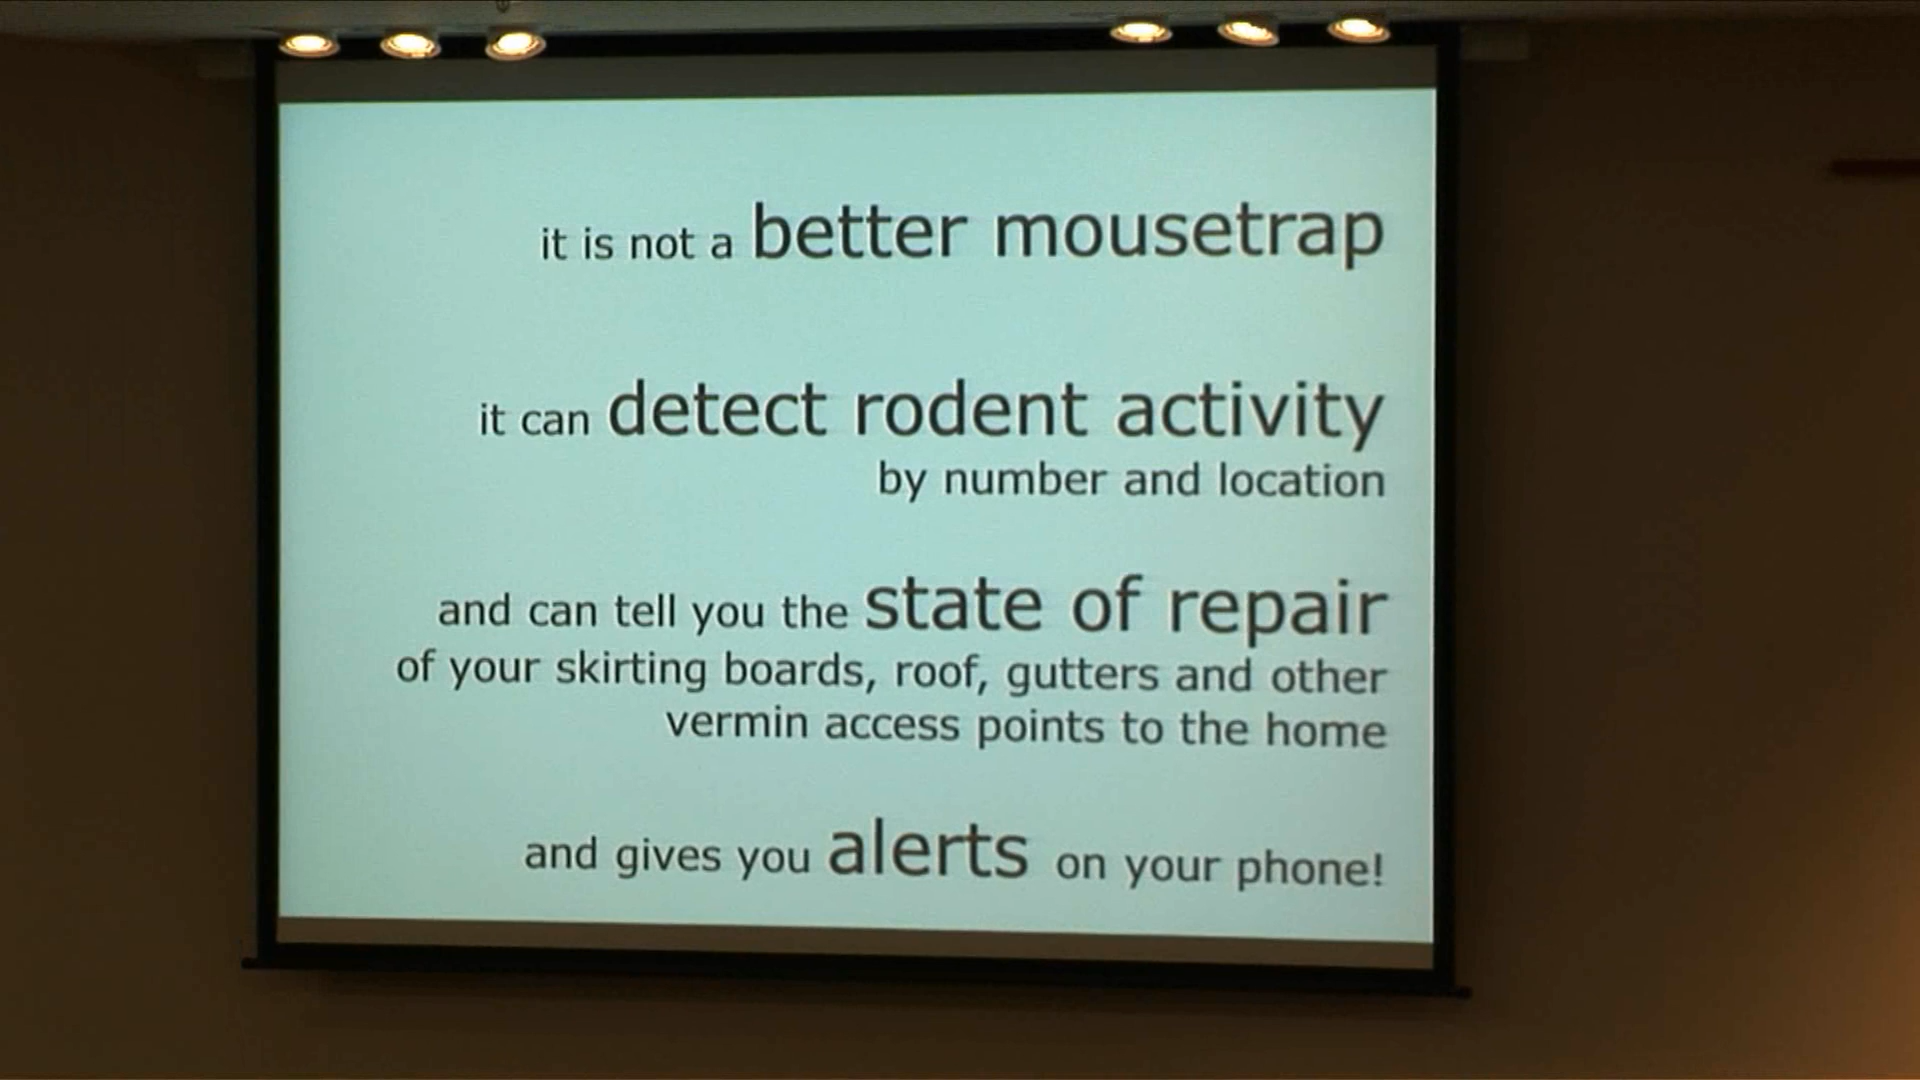 it is not a better mousetrap
it can detect rodent activity
by number and location
and can tell you the state of repair
of your skirting boards, roof, gutters and other
vermin access points to the home
and gives you alerts on your phone!